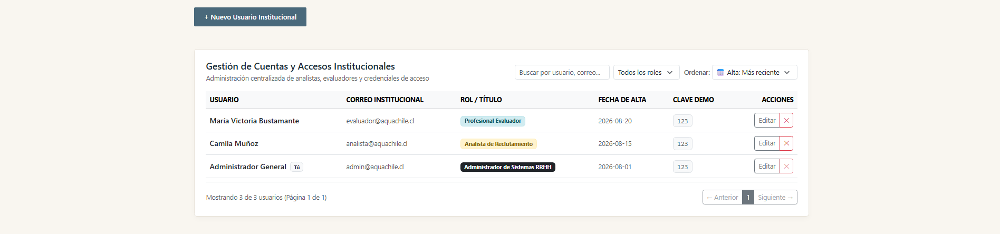 + Nuevo Usuario Institucional
Gestión de Cuentas y Accesos Institucionales
Administración centralizada de analistas, evaluadores y credenciales de acceso
Buscar por usuario, correo... Todos los roles Ordenar: Alta: Más reciente
USUARIO CORREO INSTITUCIONAL ROL / TÍTULO FECHA DE ALTA CLAVE DEMO ACCIONES
María Victoria Bustamante evaluador@aquachile.cl Profesional Evaluador 2026-08-20 123 Editar ×
Camila Muñoz analista@aquachile.cl Analista de Reclutamiento 2026-08-15 123 Editar ×
Administrador General Tú admin@aquachile.cl Administrador de Sistemas RRHH 2026-08-01 123 Editar ×
Mostrando 3 de 3 usuarios (Página 1 de 1) ← Anterior 1 Siguiente →